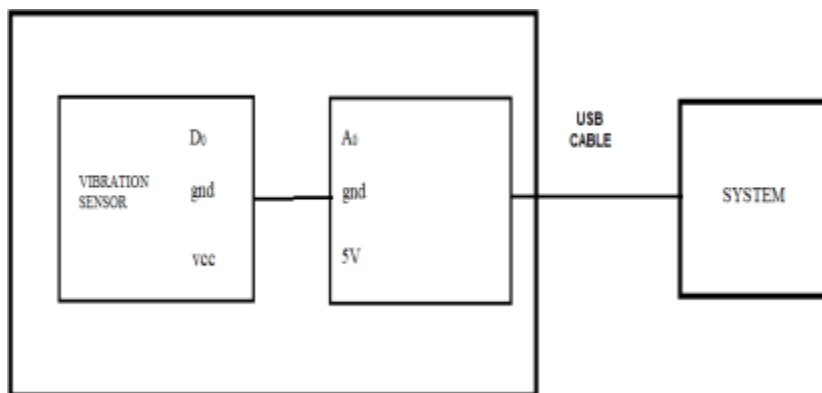 VIBRATION
SENSOR
D0
gnd
vcc
A0
gnd
5V
USB
CABLE
SYSTEM